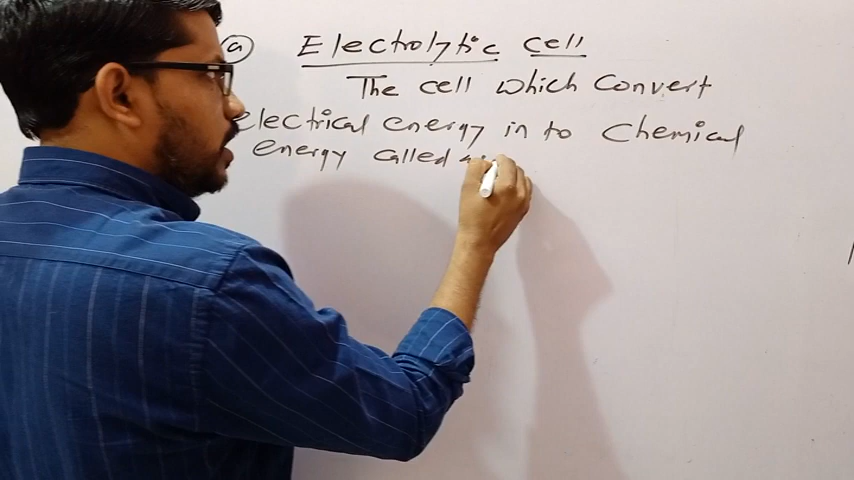 a Electrolytic cell
The cell which Convert
electrical energy in to Chemical
energy called